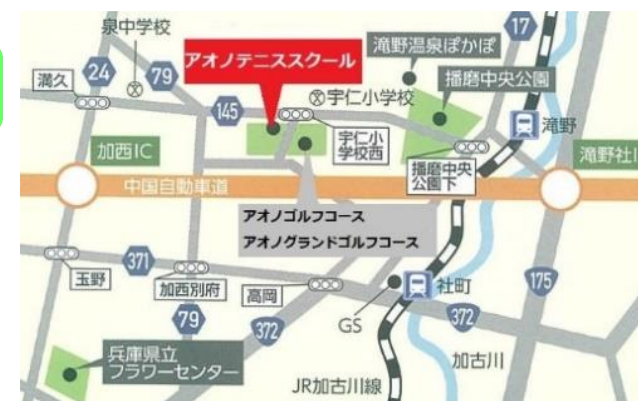 泉中学校
アオノテニススクール
滝野温泉ぽかぽ
17
24
79
満久
145
宇仁小学校
播磨中央公園
滝野
宇仁小
学校西
加西IC
播磨中央
公園下
滝野社I
中国自動車道
アオノゴルフコース
アオノグランドゴルフコース
371
玉野
加西別府
高岡
社町
175
79
372
GS
372
兵庫県立
フラワーセンター
加古川
JR加古川線